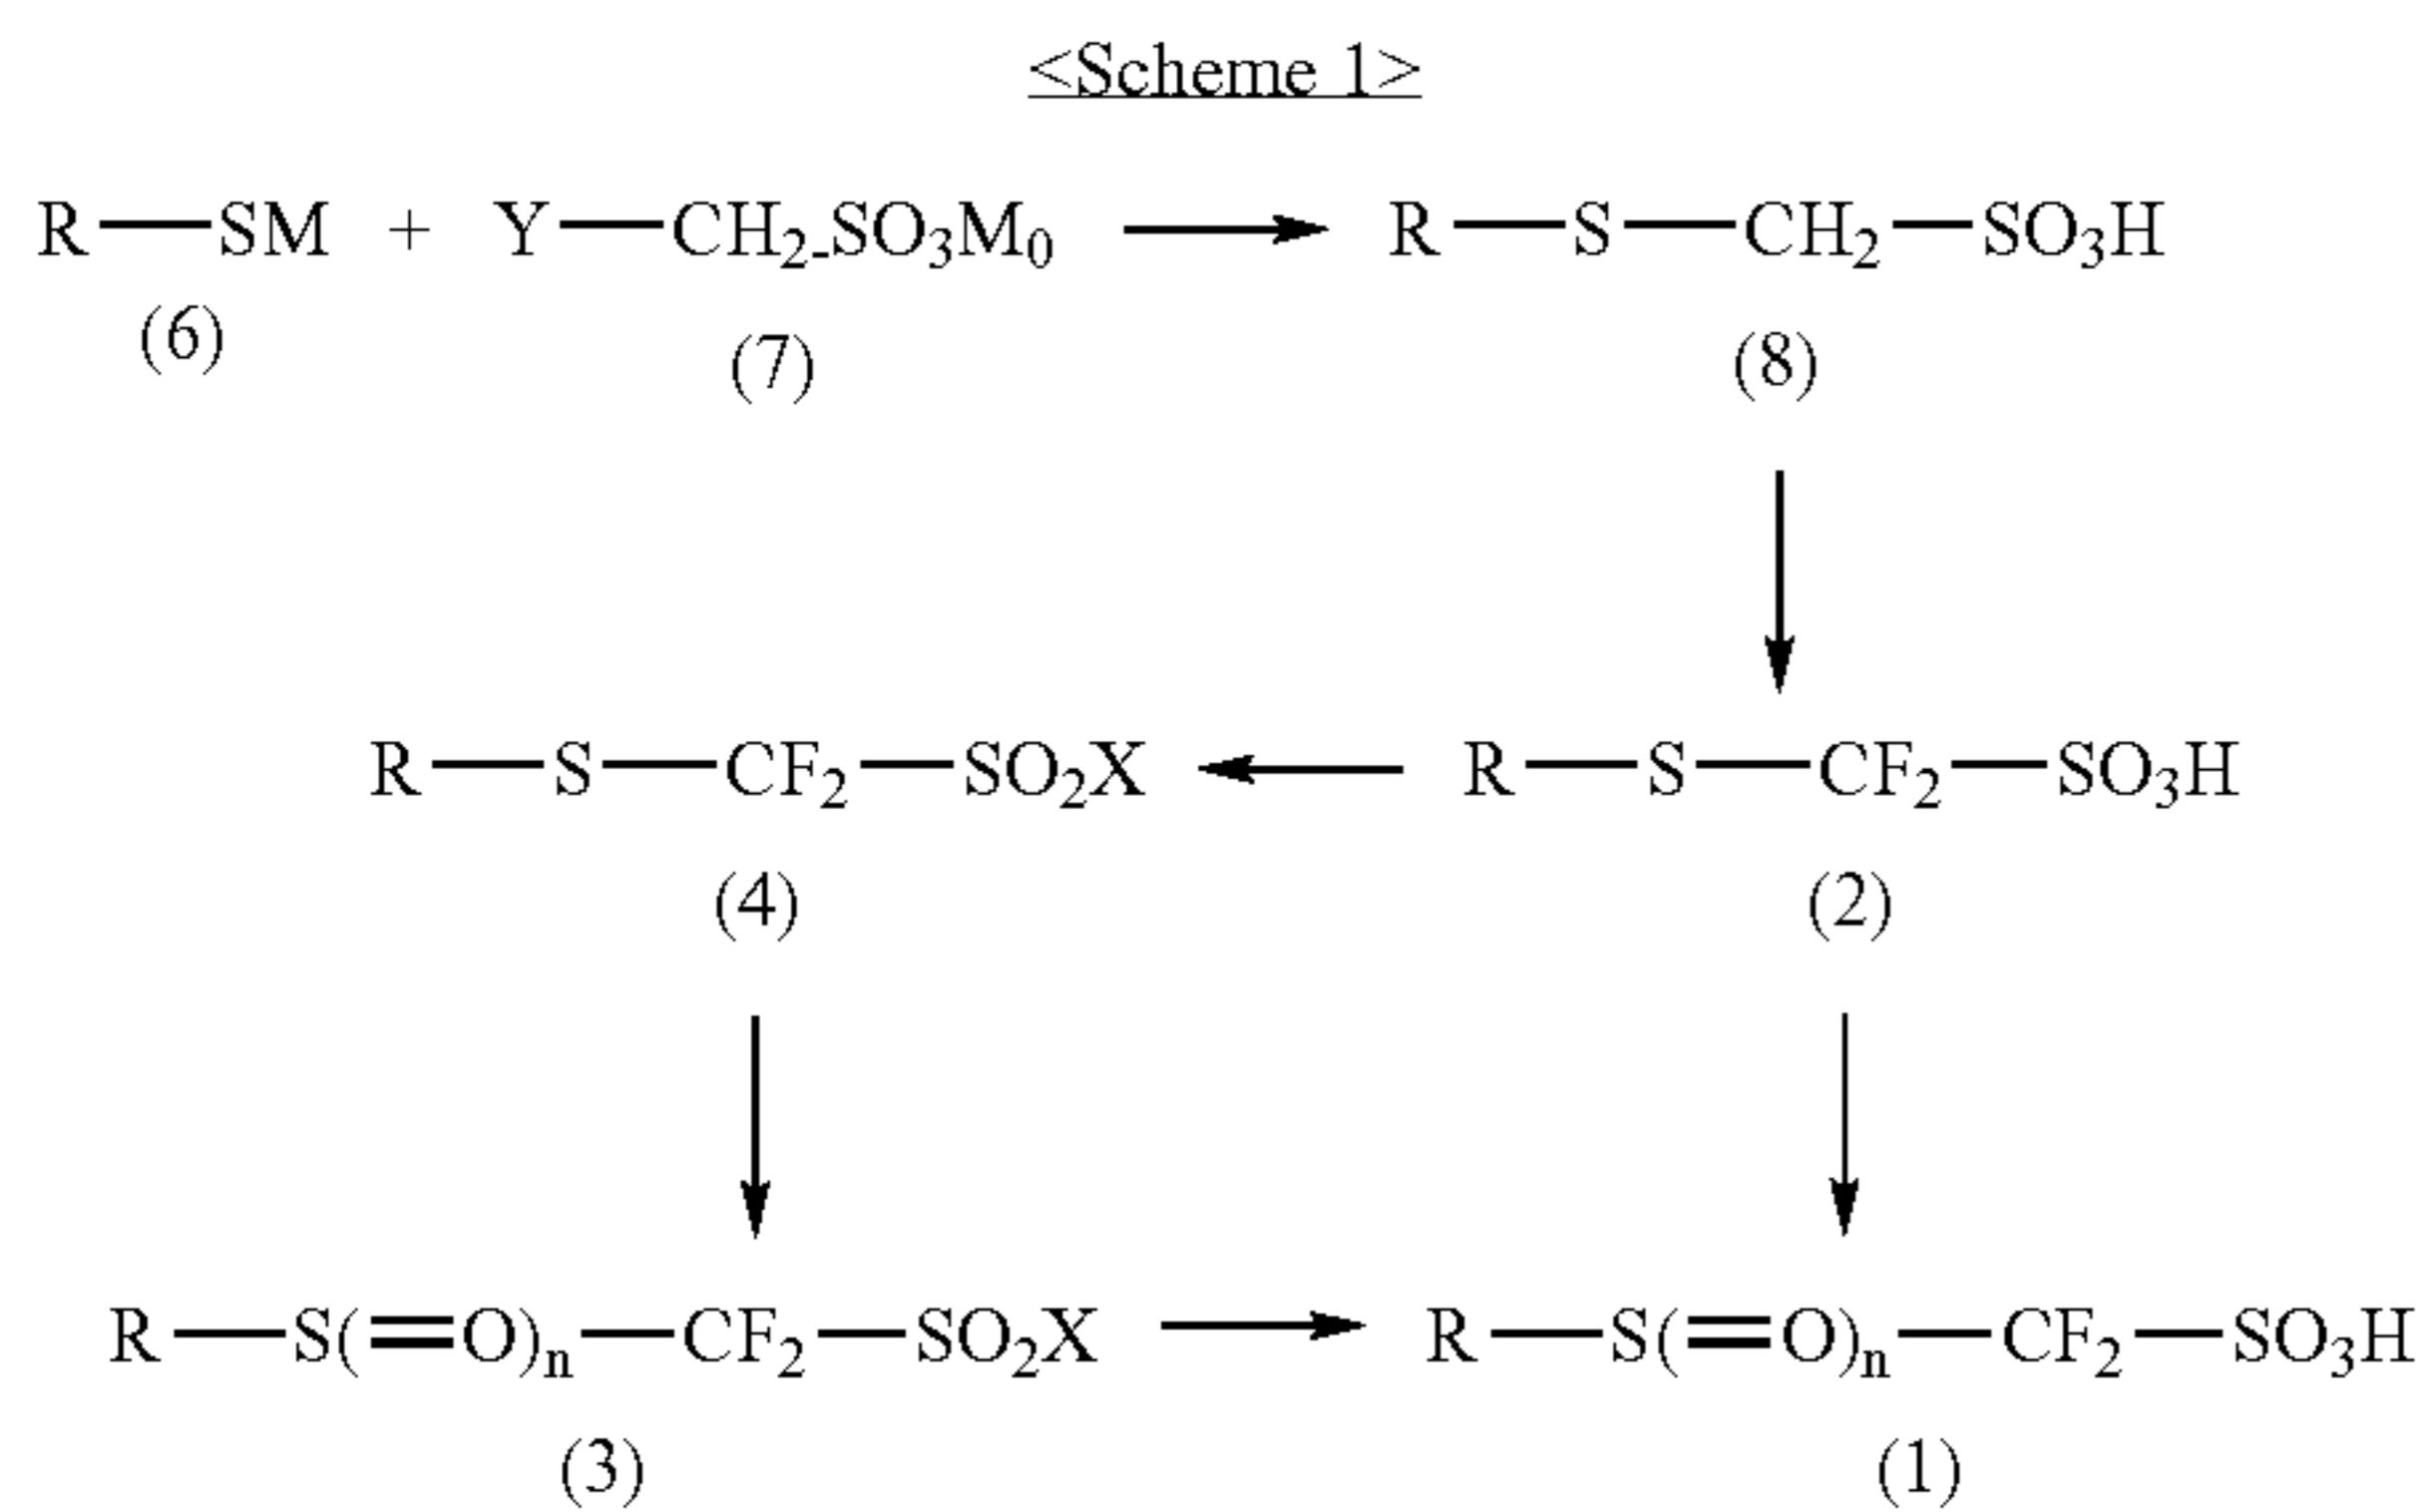 <Scheme 1>
R—SM + Y—CH₂-SO₃M₀ → R—S—CH₂—SO₃H
(6) (7) (8)
R—S—CF₂—SO₂X ← R—S—CF₂—SO₃H
(4) (2)
R—S(=O)ₙ—CF₂—SO₂X → R—S(=O)ₙ—CF₂—SO₃H
(3) (1)